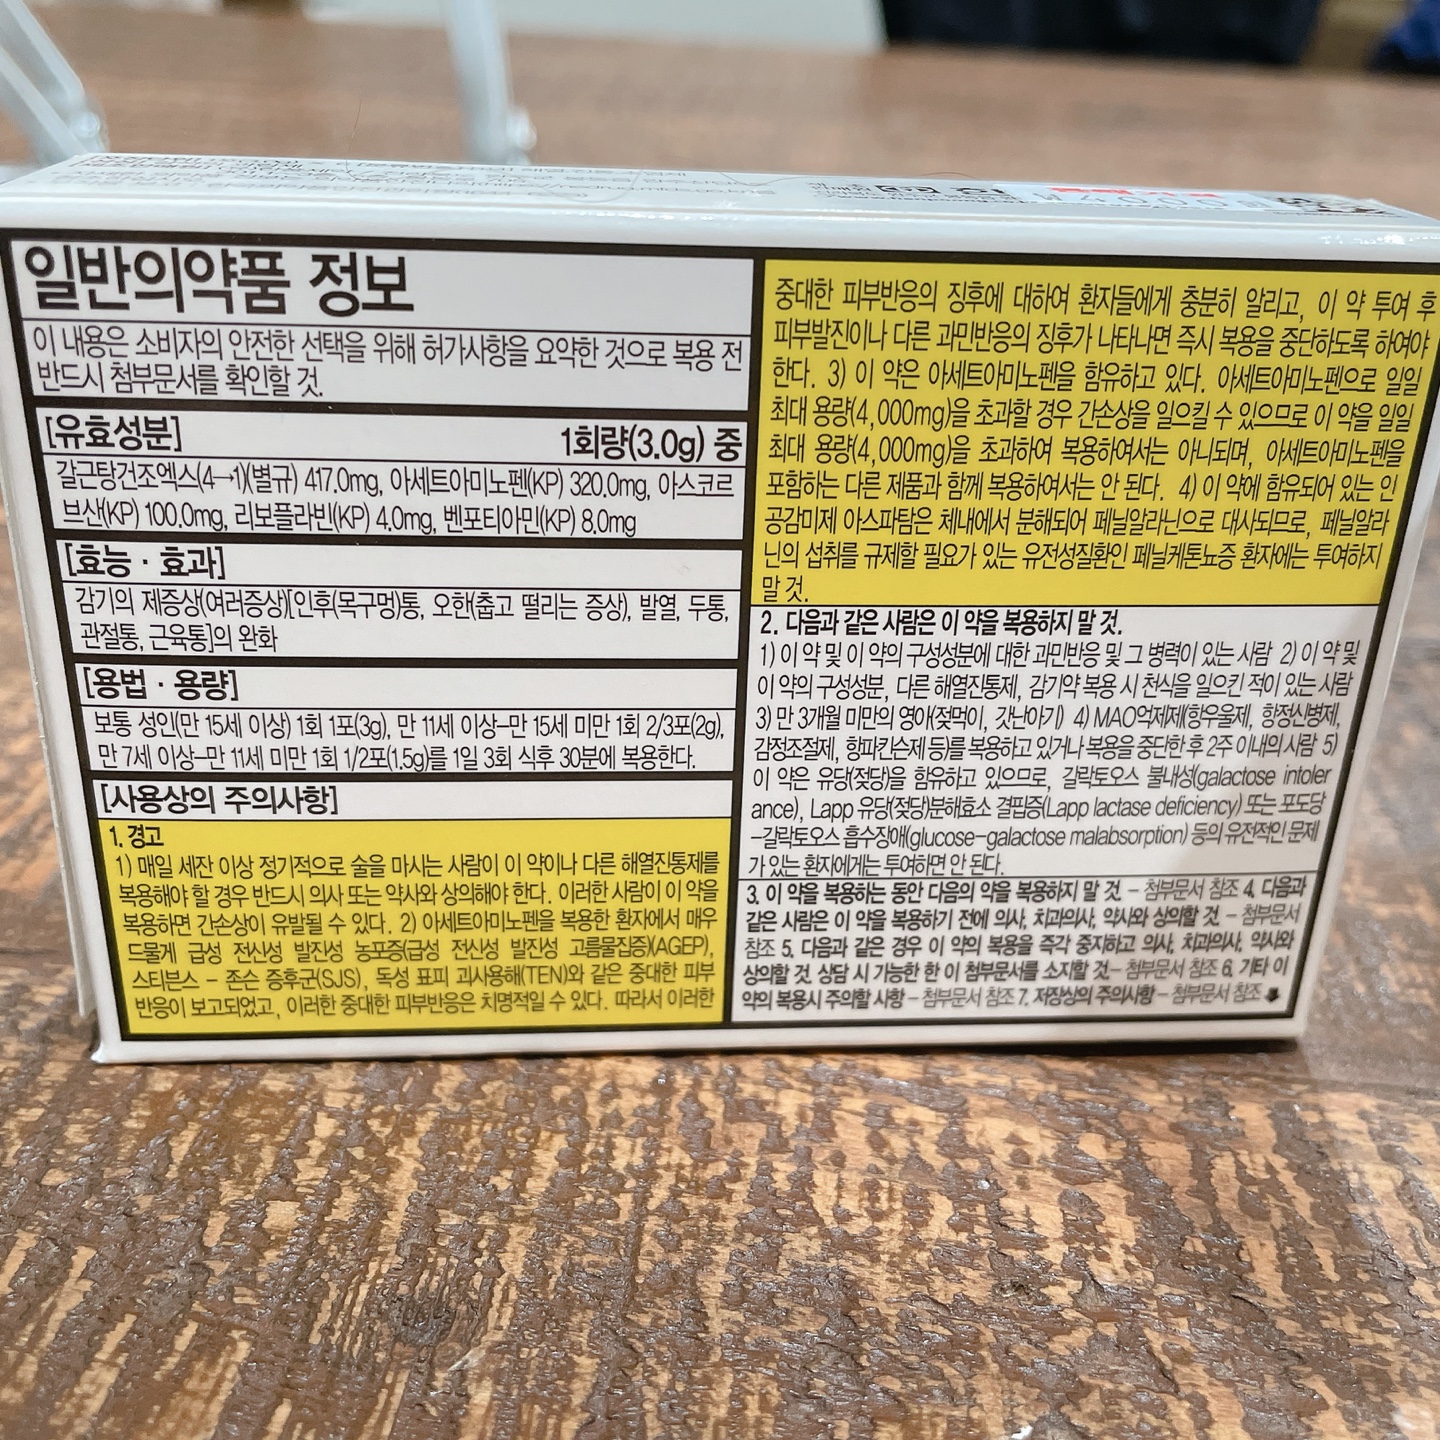 일반의약품 정보
이 내용은 소비자의 안전한 선택을 위해 허가사항을 요약한 것으로 복용 전
반드시 첨부문서를 확인할 것.
[유효성분] 1회량(3.0g) 중
갈근탕건조엑스(4→1)(별규) 417.0mg, 아세트아미노펜(KP) 320.0mg, 아스코르
브산(KP) 100.0mg, 리보플라빈(KP) 4.0mg, 벤포티아민(KP) 8.0mg
[효능 · 효과]
감기의 제증상(여러증상)[인후(목구멍)통, 오한(춥고 떨리는 증상), 발열, 두통,
관절통, 근육통]의 완화
[용법 · 용량]
보통 성인(만 15세 이상) 1회 1포(3g), 만 11세 이상–만 15세 미만 1회 2/3포(2g),
만 7세 이상–만 11세 미만 1회 1/2포(1.5g)를 1일 3회 식후 30분에 복용한다.
[사용상의 주의사항]
1. 경고
1) 매일 세잔 이상 정기적으로 술을 마시는 사람이 이 약이나 다른 해열진통제를
복용해야 할 경우 반드시 의사 또는 약사와 상의해야 한다. 이러한 사람이 이 약을
복용하면 간손상이 유발될 수 있다. 2) 아세트아미노펜을 복용한 환자에서 매우
드물게 급성 전신성 발진성 농포증(급성 전신성 발진성 고름물집증)(AGEP),
스티븐스 – 존슨 증후군(SJS), 독성 표피 괴사용해(TEN)와 같은 중대한 피부
반응이 보고되었고, 이러한 중대한 피부반응은 치명적일 수 있다. 따라서 이러한
중대한 피부반응의 징후에 대하여 환자들에게 충분히 알리고, 이 약 투여 후
피부발진이나 다른 과민반응의 징후가 나타나면 즉시 복용을 중단하도록 하여야
한다. 3) 이 약은 아세트아미노펜을 함유하고 있다. 아세트아미노펜으로 일일
최대 용량(4,000mg)을 초과할 경우 간손상을 일으킬 수 있으므로 이 약을 일일
최대 용량(4,000mg)을 초과하여 복용하여서는 아니되며, 아세트아미노펜을
포함하는 다른 제품과 함께 복용하여서는 안 된다. 4) 이 약에 함유되어 있는 인
공감미제 아스파탐은 체내에서 분해되어 페닐알라닌으로 대사되므로, 페닐알라
닌의 섭취를 규제할 필요가 있는 유전성질환인 페닐케톤뇨증 환자에는 투여하지
말 것.
2. 다음과 같은 사람은 이 약을 복용하지 말 것.
1) 이 약 및 이 약의 구성성분에 대한 과민반응 및 그 병력이 있는 사람 2) 이 약 및
이 약의 구성성분, 다른 해열진통제, 감기약 복용 시 천식을 일으킨 적이 있는 사람
3) 만 3개월 미만의 영아(젖먹이, 갓난아기) 4) MAO억제제(항우울제, 항정신병제,
감정조절제, 항파킨슨제 등)를 복용하고 있거나 복용을 중단한 후 2주 이내의 사람 5)
이 약은 유당(젖당)을 함유하고 있으므로, 갈락토오스 불내성(galactose intoler
ance), Lapp 유당(젖당)분해효소 결핍증(Lapp lactase deficiency) 또는 포도당
–갈락토오스 흡수장애(glucose–galactose malabsorption) 등의 유전적인 문제
가 있는 환자에게는 투여하면 안 된다.
3. 이 약을 복용하는 동안 다음의 약을 복용하지 말 것. – 첨부문서 참조 4. 다음과
같은 사람은 이 약을 복용하기 전에 의사, 치과의사, 약사와 상의할 것. – 첨부문서
참조 5. 다음과 같은 경우 이 약의 복용을 즉각 중지하고 의사, 치과의사, 약사와
상의할 것. 상담 시 가능한 한 이 첨부문서를 소지할 것.– 첨부문서 참조 6. 기타 이
약의 복용시 주의할 사항 – 첨부문서 참조 7. 저장상의 주의사항 – 첨부문서 참조